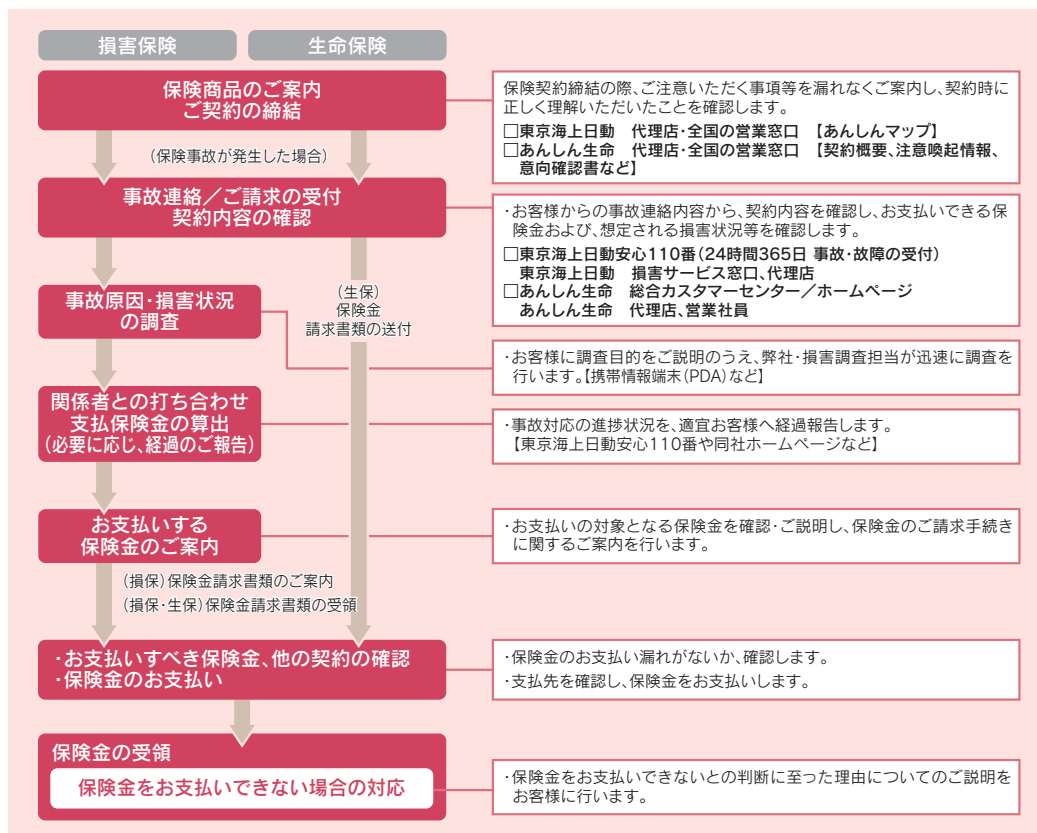 損害保険
生命保険
保険商品のご案内
ご契約の締結
保険契約締結の際、ご注意いただく事項等を漏れなくご案内し、契約時に
正しく理解いただいたことを確認します。
□東京海上日動　代理店・全国の営業窓口　【あんしんマップ】
□あんしん生命　代理店・全国の営業窓口　【契約概要、注意喚起情報、
意向確認書など】
(保険事故が発生した場合)
事故連絡／ご請求の受付
契約内容の確認
・お客様からの事故連絡内容から、契約内容を確認し、お支払いできる保
険金および、想定される損害状況等を確認します。
□東京海上日動安心110番(24時間365日 事故・故障の受付)
東京海上日動　損害サービス窓口、代理店
□あんしん生命　総合カスタマーセンター／ホームページ
あんしん生命　代理店、営業社員
事故原因・損害状況
の調査
(生保)
保険金
請求書類の送付
・お客様に調査目的をご説明のうえ、弊社・損害調査担当が迅速に調査を
行います。【携帯情報端末(PDA)など】
関係者との打ち合わせ
支払保険金の算出
(必要に応じ、経過のご報告)
・事故対応の進捗状況を、適宜お客様へ経過報告します。
【東京海上日動安心110番や同社ホームページなど】
お支払いする
保険金のご案内
・お支払いの対象となる保険金を確認・ご説明し、保険金のご請求手続き
に関するご案内を行います。
(損保)保険金請求書類のご案内
(損保・生保)保険金請求書類の受領
・お支払いすべき保険金、他の契約の確認
・保険金のお支払い
・保険金のお支払い漏れがないか、確認します。
・支払先を確認し、保険金をお支払いします。
保険金の受領
保険金をお支払いできない場合の対応
・保険金をお支払いできないとの判断に至った理由についてのご説明を
お客様に行います。